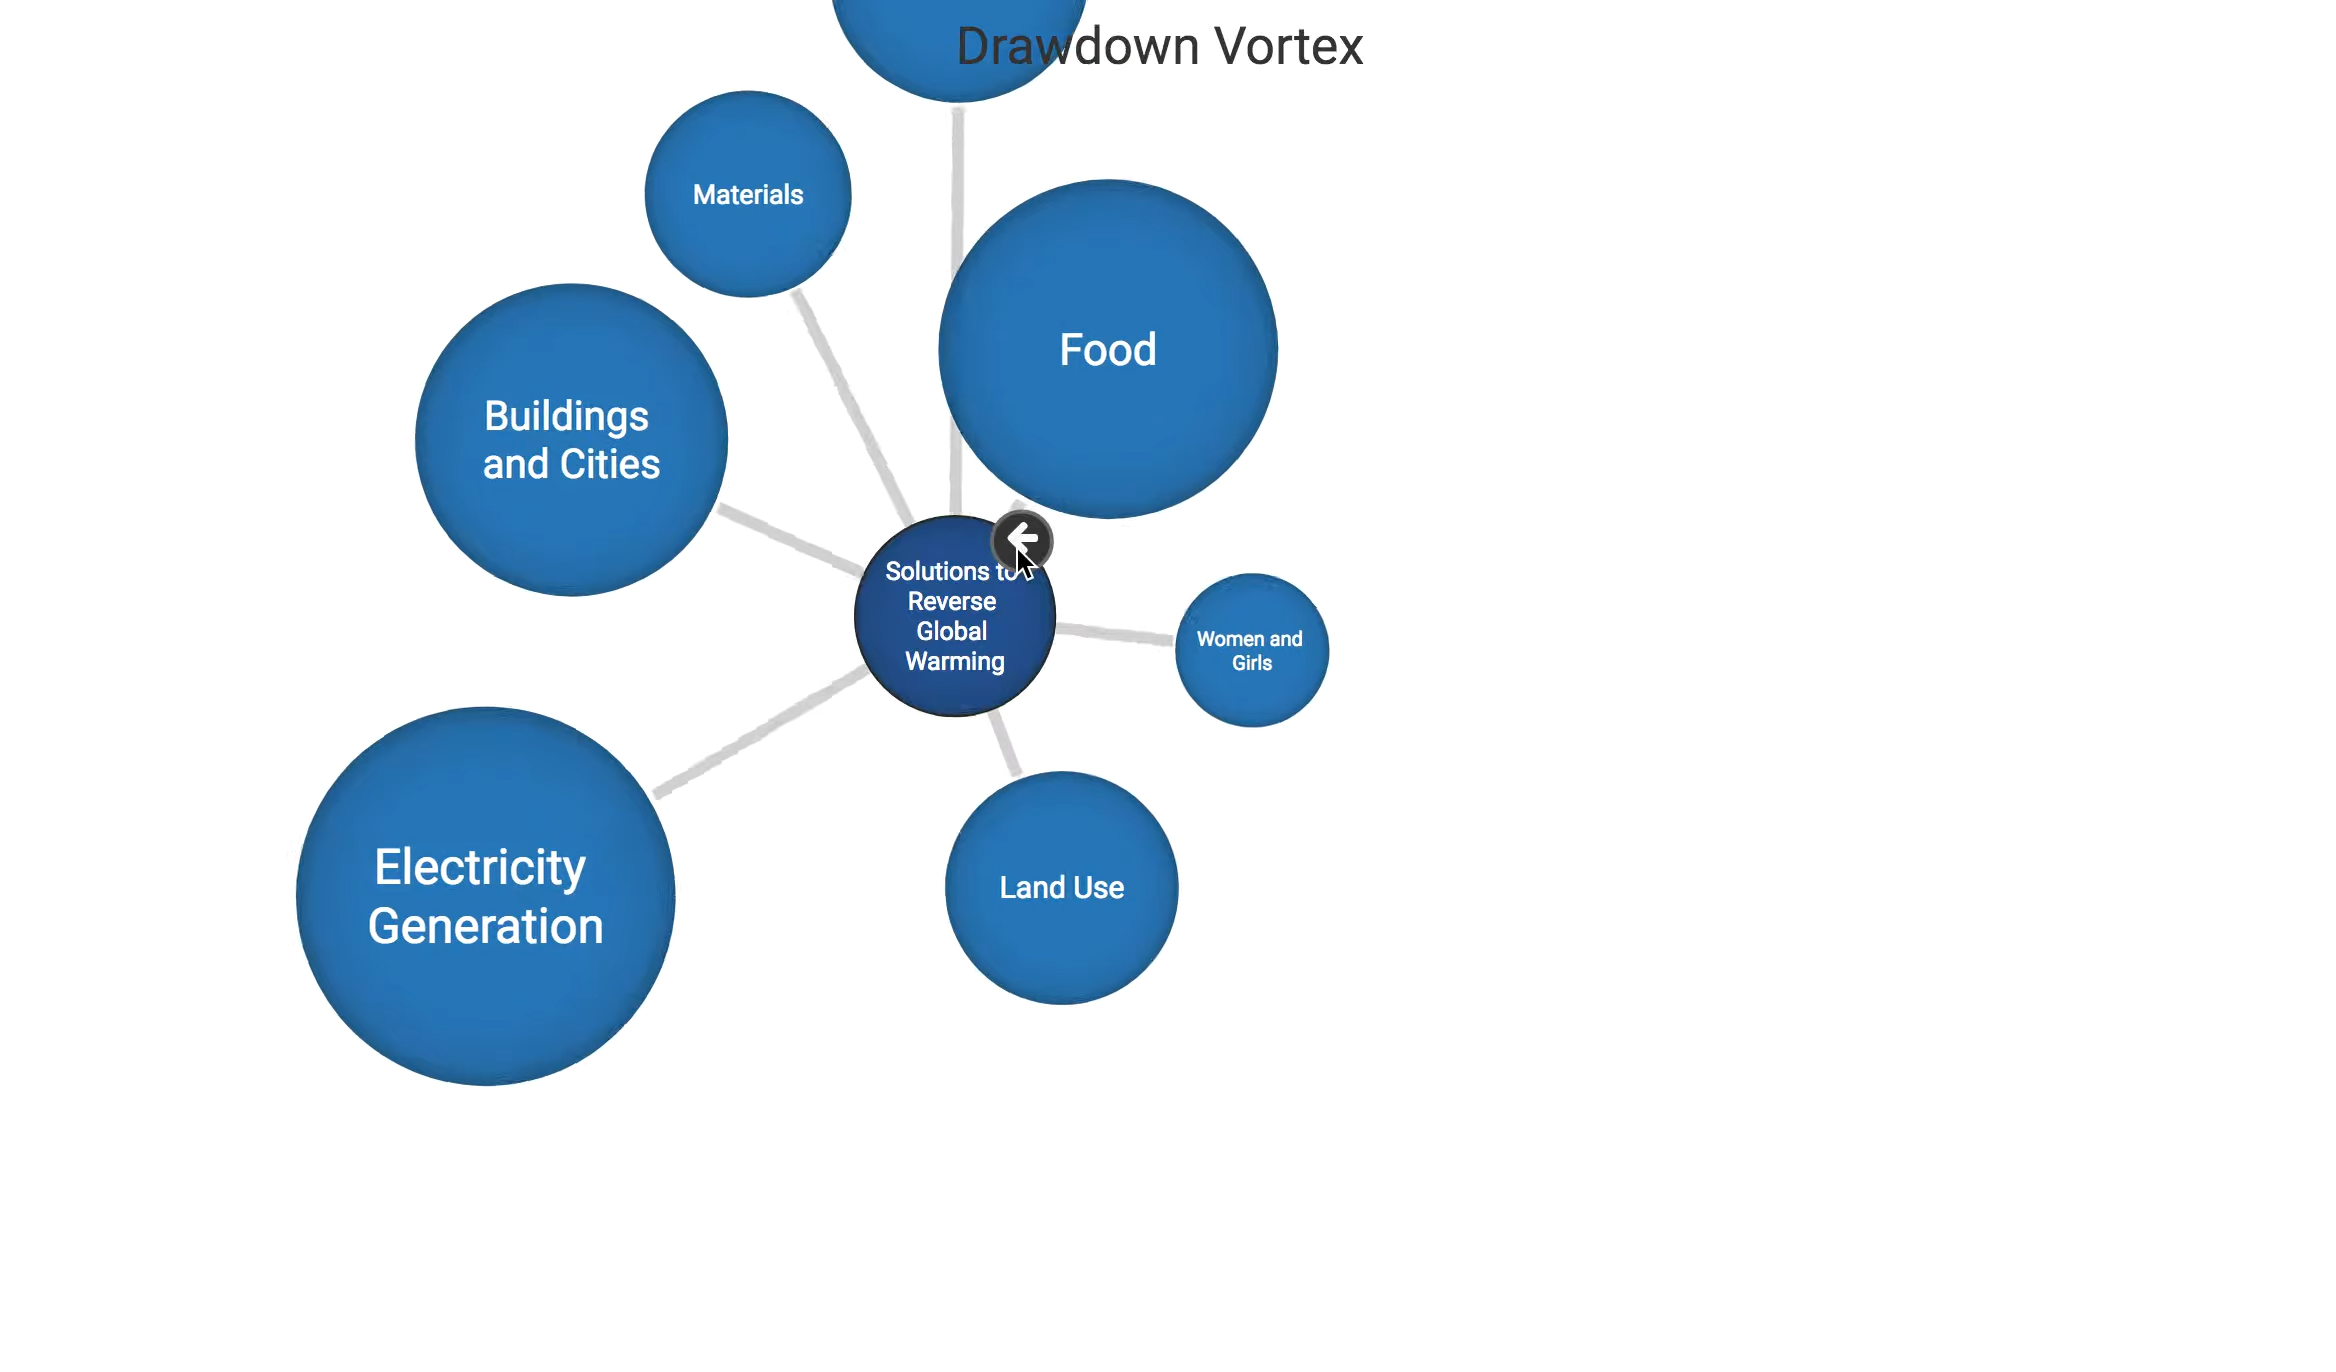 Drawdown Vortex
Materials
Food
Buildings
and Cities
Solutions to
Reverse
Global
Warming
Women and
Girls
Electricity
Generation
Land Use